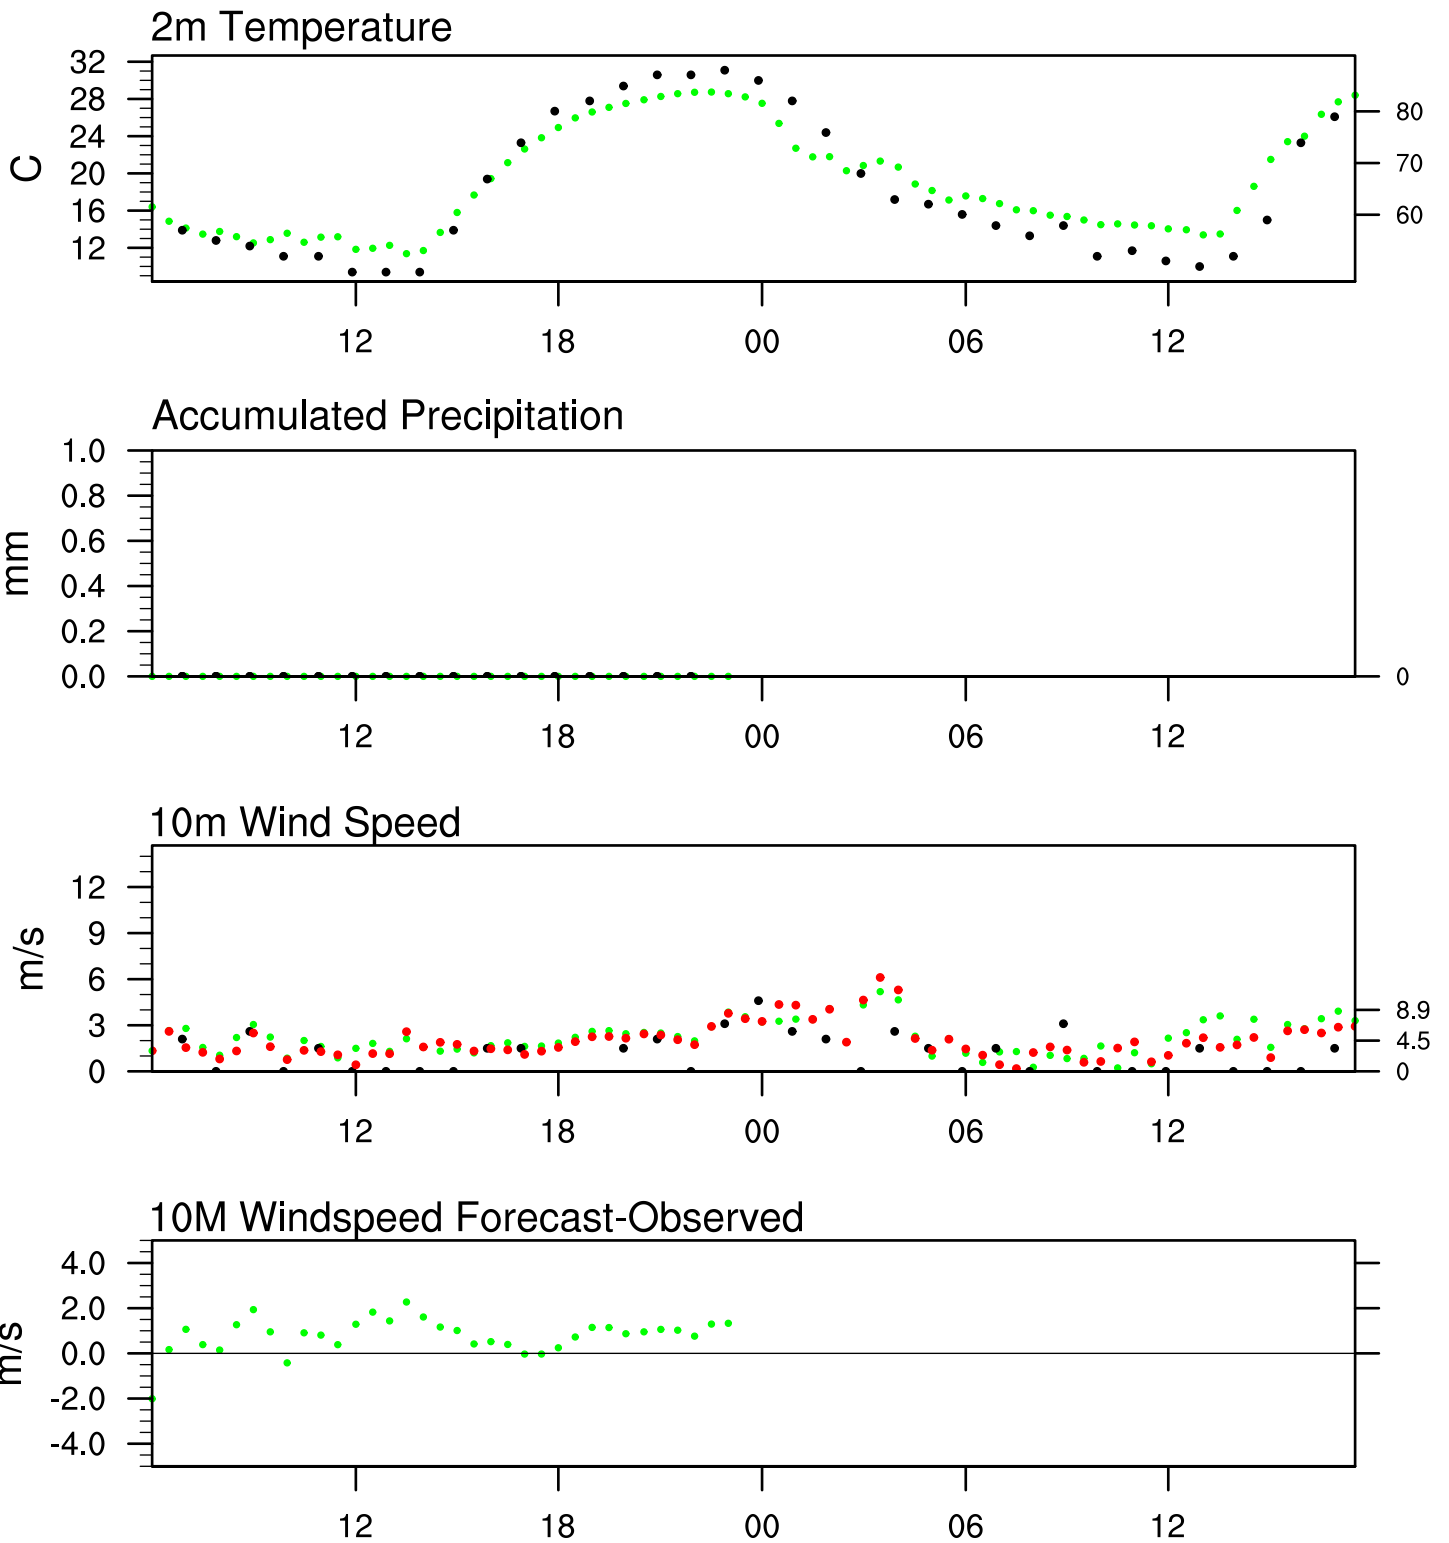 2m Temperature
32
28
24
20
16
12
C
80
70
60
12 18 00 06 12
Accumulated Precipitation
1.0
0.8
0.6
0.4
0.2
0.0
mm
0
12 18 00 06 12
10m Wind Speed
12
9
6
3
0
m/s
8.9
4.5
0
12 18 00 06 12
10M Windspeed Forecast-Observed
4.0
2.0
0.0
-2.0
-4.0
m/s
12 18 00 06 12